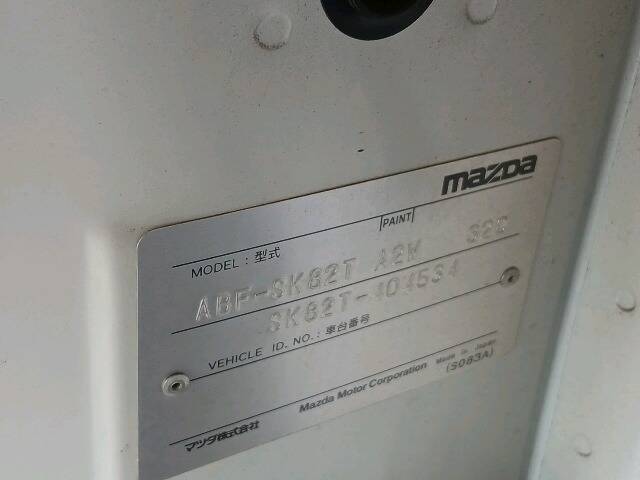 mazda
MODEL : 型式 PAINT
ABF-SK82T A2W 32S
SK82T-404534
VEHICLE ID. NO. : 車台番号
マツダ株式会社 Mazda Motor Corporation Made in Japan
(S083A)